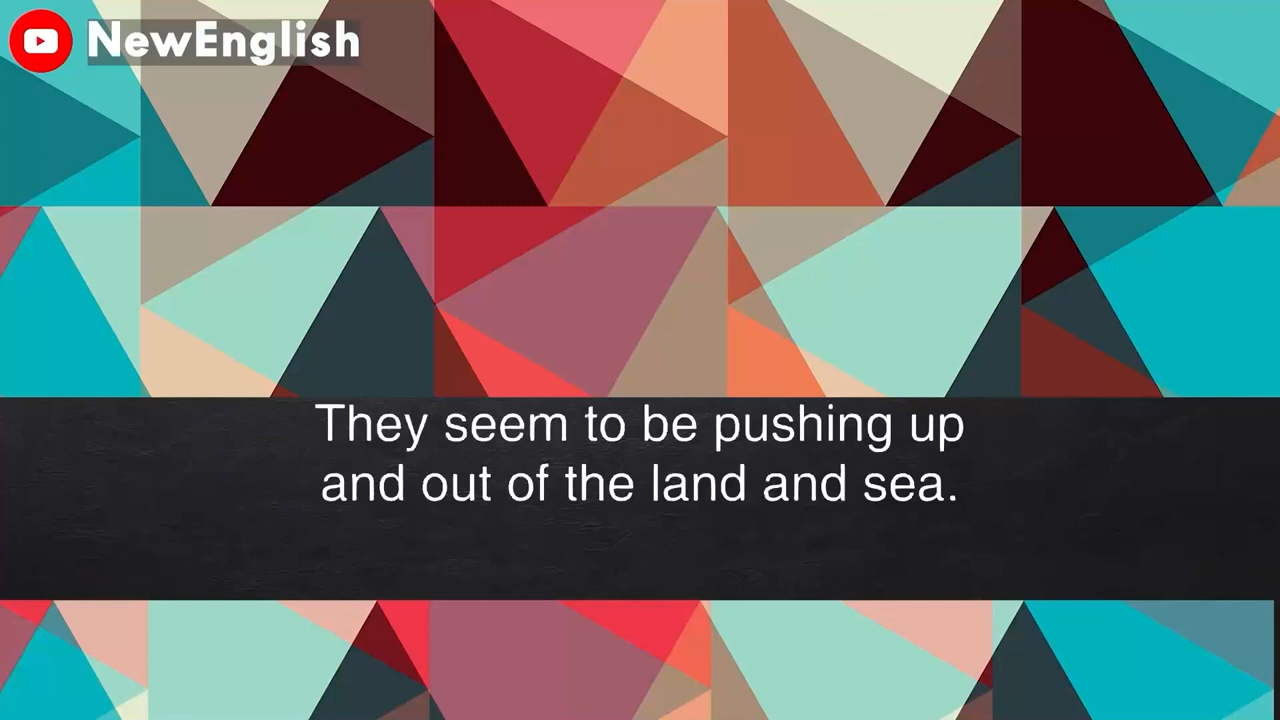 NewEnglish
They seem to be pushing up
and out of the land and sea.